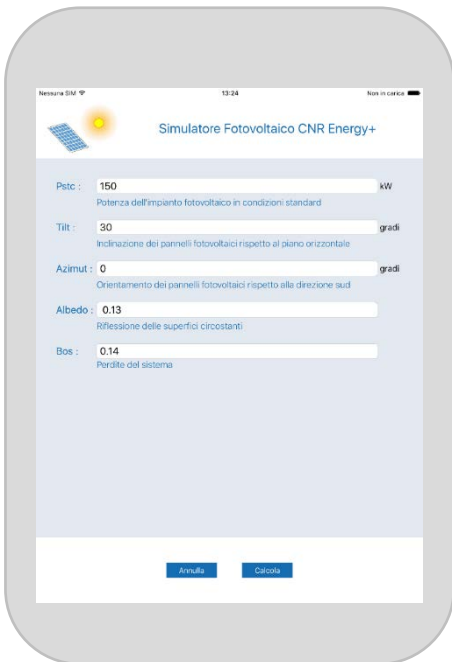 Nessuna SIM 13:24 Non in carica
Simulatore Fotovoltaico CNR Energy+
Pstc : 150 kW
Potenza dell'impianto fotovoltaico in condizioni standard
Tilt : 30 gradi
Inclinazione dei pannelli fotovoltaici rispetto al piano orizzontale
Azimut : 0 gradi
Orientamento dei pannelli fotovoltaici rispetto alla direzione sud
Albedo : 0.13
Riflessione delle superfici circostanti
Bos : 0.14
Perdite del sistema
Annulla Calcola